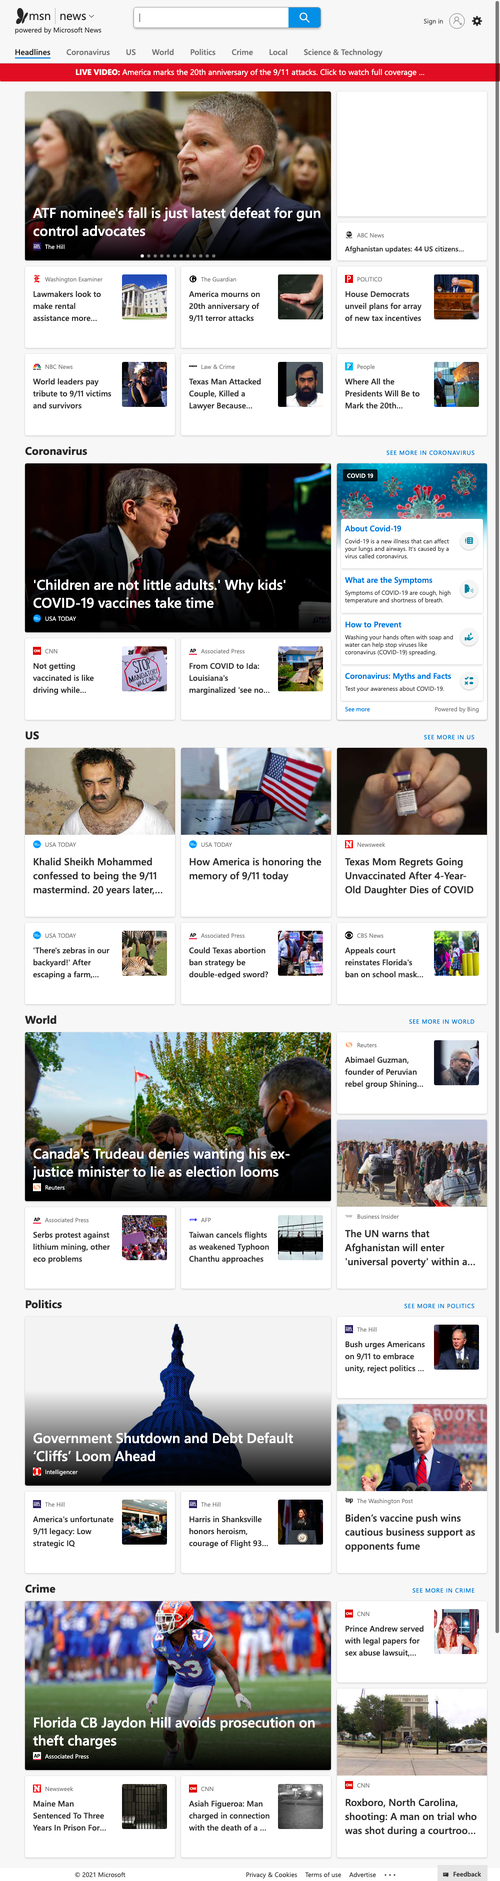 msn | news
powered by Microsoft News
Sign in
Headlines Coronavirus US World Politics Crime Local Science & Technology
LIVE VIDEO: America marks the 20th anniversary of the 9/11 attacks. Click to watch full coverage ...
ATF nominee's fall is just latest defeat for gun
control advocates
The Hill
ABC News
Afghanistan updates: 44 US citizens...
Washington Examiner
Lawmakers look to
make rental
assistance more...
The Guardian
America mourns on
20th anniversary of
9/11 terror attacks
POLITICO
House Democrats
unveil plans for array
of new tax incentives
NBC News
World leaders pay
tribute to 9/11 victims
and survivors
Law & Crime
Texas Man Attacked
Couple, Killed a
Lawyer Because...
People
Where All the
Presidents Will Be to
Mark the 20th...
Coronavirus
SEE MORE IN CORONAVIRUS
'Children are not little adults.' Why kids'
COVID-19 vaccines take time
USA TODAY
COVID 19
About Covid-19
Covid-19 is a new illness that can affect
your lungs and airways. It's caused by a
virus called coronavirus.
What are the Symptoms
Symptoms of COVID-19 are cough, high
temperature and shortness of breath.
How to Prevent
Washing your hands often with soap and
water can help stop viruses like
coronavirus (COVID-19) spreading.
Coronavirus: Myths and Facts
Test your awareness about COVID-19.
See more
Powered by Bing
CNN
Not getting
vaccinated is like
driving while...
STOP
MANDATORY
Associated Press
From COVID to Ida:
Louisiana's
marginalized 'see no...
US
SEE MORE IN US
USA TODAY
Khalid Sheikh Mohammed
confessed to being the 9/11
mastermind. 20 years later,...
USA TODAY
How America is honoring the
memory of 9/11 today
Newsweek
Texas Mom Regrets Going
Unvaccinated After 4-Year-
Old Daughter Dies of COVID
USA TODAY
'There's zebras in our
backyard!' After
escaping a farm,...
Associated Press
Could Texas abortion
ban strategy be
double-edged sword?
CBS News
Appeals court
reinstates Florida's
ban on school mask...
World
SEE MORE IN WORLD
Canada's Trudeau denies wanting his ex-
justice minister to lie as election looms
Reuters
Reuters
Abimael Guzman,
founder of Peruvian
rebel group Shining...
Business Insider
The UN warns that
Afghanistan will enter
'universal poverty' within a...
Associated Press
Serbs protest against
lithium mining, other
eco problems
AFP
Taiwan cancels flights
as weakened Typhoon
Chanthu approaches
Politics
SEE MORE IN POLITICS
Government Shutdown and Debt Default
‘Cliffs’ Loom Ahead
Intelligencer
The Hill
Bush urges Americans
on 9/11 to embrace
unity, reject politics ...
The Washington Post
Biden's vaccine push wins
cautious business support as
opponents fume
The Hill
America's unfortunate
9/11 legacy: Low
strategic IQ
The Hill
Harris in Shanksville
honors heroism,
courage of Flight 93...
Crime
SEE MORE IN CRIME
Florida CB Jaydon Hill avoids prosecution on
theft charges
Associated Press
CNN
Prince Andrew served
with legal papers for
sex abuse lawsuit,...
CNN
Roxboro, North Carolina,
shooting: A man on trial who
was shot during a courtroo...
Newsweek
Maine Man
Sentenced To Three
Years In Prison For...
CNN
Asiah Figueroa: Man
charged in connection
with the death of a ...
© 2021 Microsoft
Privacy & Cookies Terms of use Advertise ...
Feedback